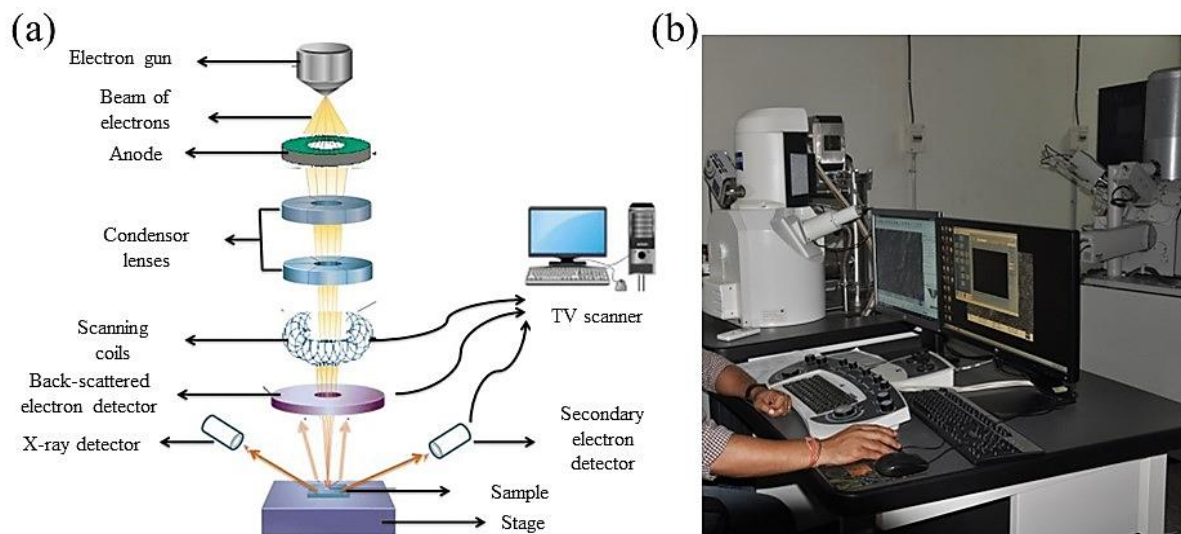 (a)
Electron gun
Beam of
electrons
Anode
Condensor
lenses
Scanning
coils
Back-scattered
electron detector
X-ray detector
TV scanner
Secondary
electron
detector
Sample
Stage
(b)